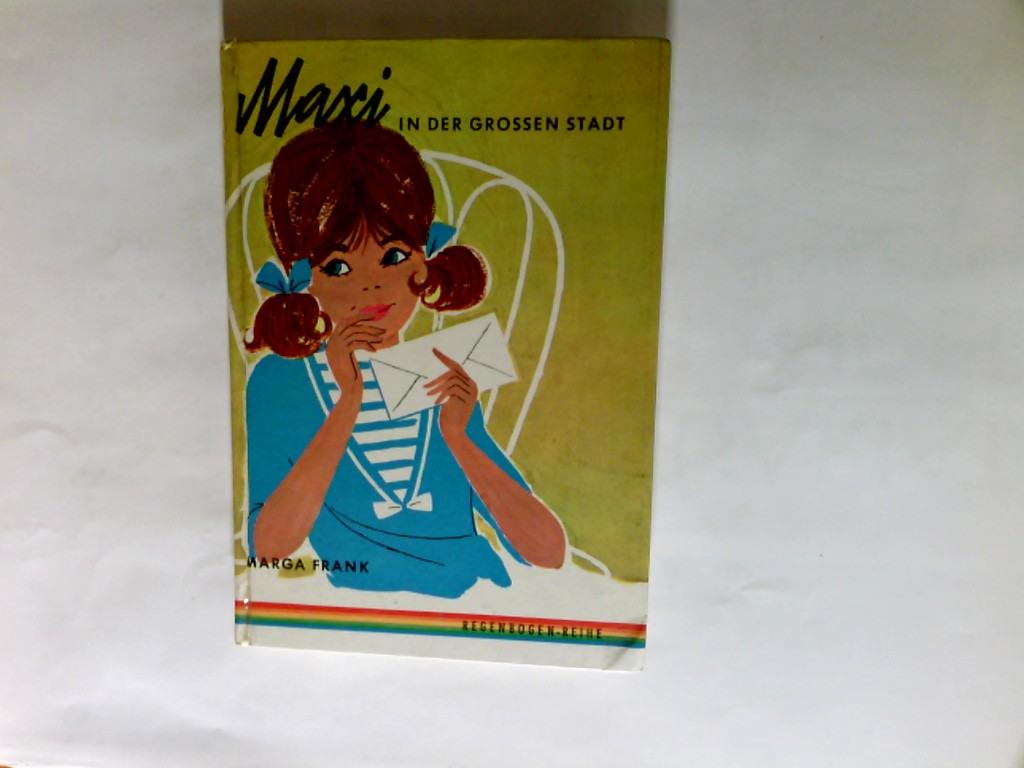 Maxi IN DER GROSSEN STADT
MARGA FRANK
REGENBOGEN-REIHE